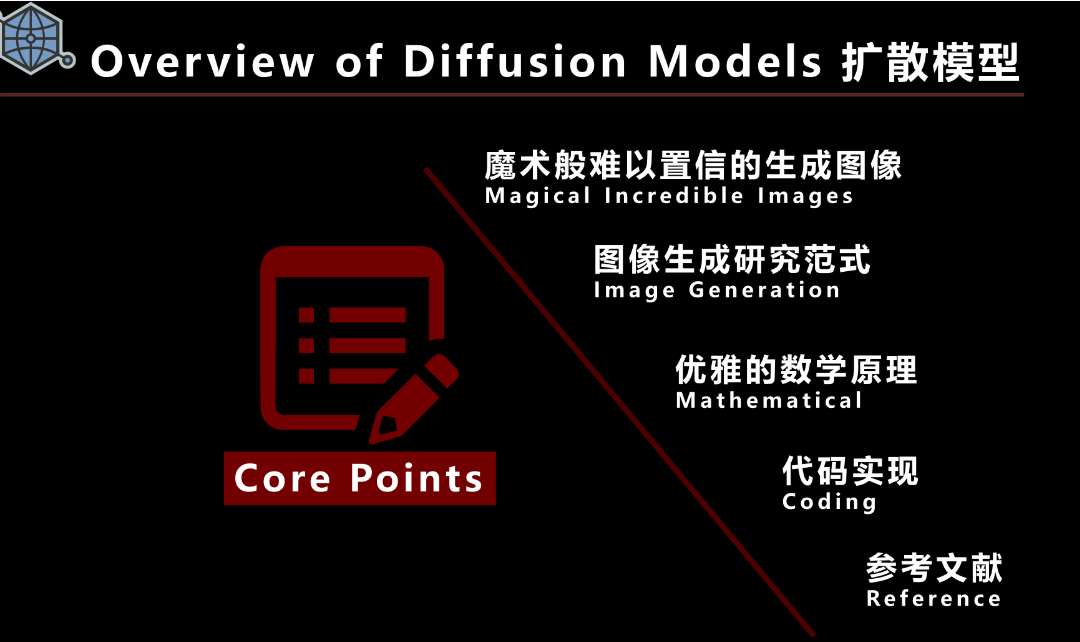 Overview of Diffusion Models 扩散模型
魔术般难以置信的生成图像
Magical Incredible Images
图像生成研究范式
Image Generation
优雅的数学原理
Mathematical
Core Points
代码实现
Coding
参考文献
Reference